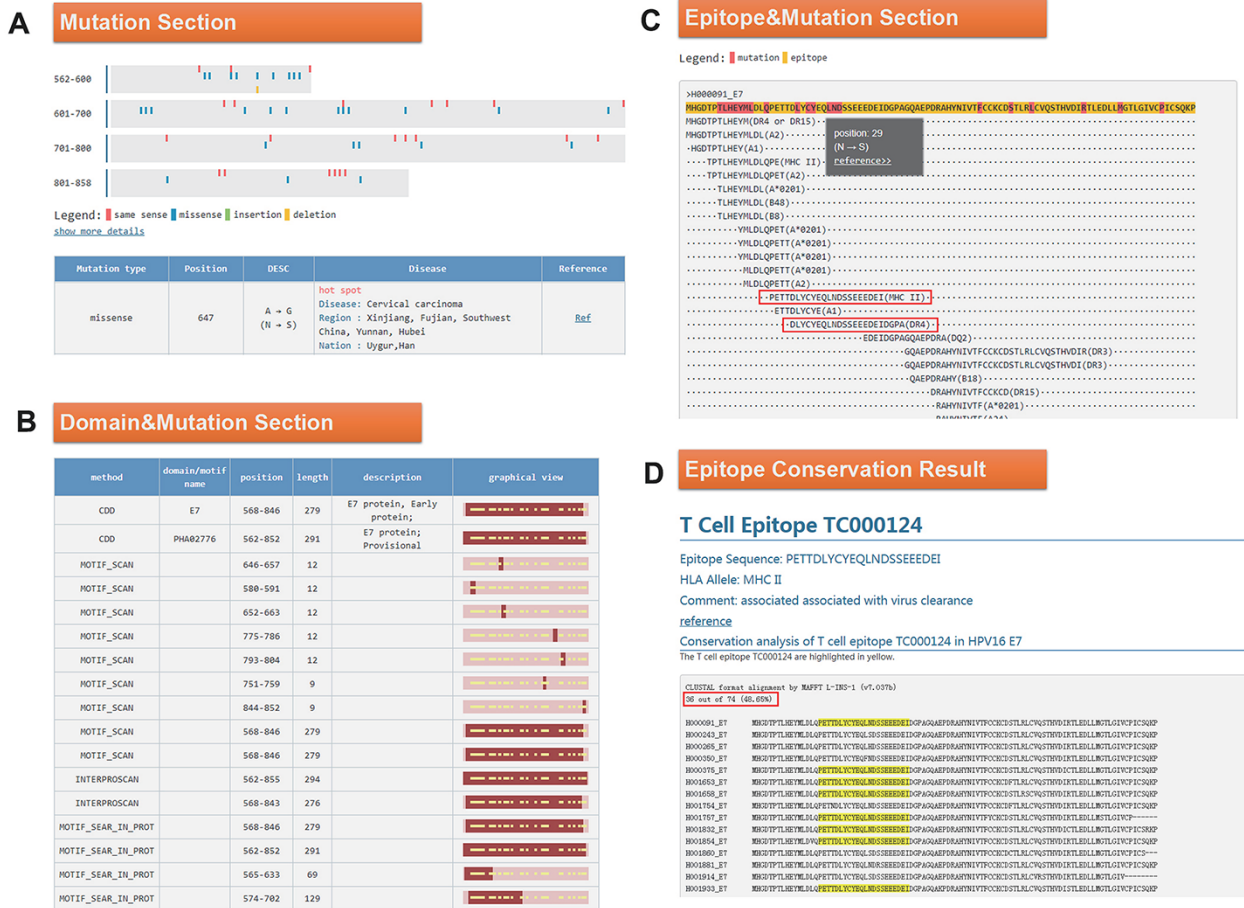 A
Mutation Section
562-600
601-700
701-800
801-858
Legend: same sense missense insertion deletion
show more details
Mutation type Position DESC Disease Reference
missense 647 A → G (N → S) hot spot
Disease: Cervical carcinoma
Region : Xinjiang, Fujian, Southwest
China, Yunnan, Hubei
Nation : Uygur,Han
Ref
B
Domain&Mutation Section
method domain/motif name position length description graphical view
CDD E7 568-846 279 E7 protein, Early protein;
CDD PHA02776 562-852 291 E7 protein; Provisional
MOTIF_SCAN 646-657 12
MOTIF_SCAN 580-591 12
MOTIF_SCAN 652-663 12
MOTIF_SCAN 775-786 12
MOTIF_SCAN 793-804 12
MOTIF_SCAN 751-759 9
MOTIF_SCAN 844-852 9
MOTIF_SCAN 568-846 279
MOTIF_SCAN 568-846 279
INTERPROSCAN 562-855 294
INTERPROSCAN 568-843 276
MOTIF_SEAR_IN_PROT 568-846 279
MOTIF_SEAR_IN_PROT 562-852 291
MOTIF_SEAR_IN_PROT 565-633 69
MOTIF_SEAR_IN_PROT 574-702 129
C
Epitope&Mutation Section
Legend: mutation epitope
>H000091_E7
MHGDTPTLHEYMLDLQPETTDLYCYEQLNDSSEEEDEIDGPAGQAEPDRAHYNIVTFCCKCDSTLRLCVQSTHVDIRTLEDLLMGTLGIVCPICSQKP
MHGDTPTLHEYM(DR4 or DR15)
MHGDTPTLHEYMLDL(A2)
HGDTPTLHEY(A1)
TPTLHEYMLDLQPE(MHC II)
TPTLHEYMLDLQPET(A2)
TLHEYMLDL(A*0201)
TLHEYMLDL(B48)
TLHEYMLDL(B8)
YMLDLQPET(A*0201)
YMLDLQPETT(A*0201)
MLDLQPETT(A*0201)
MLDLQPETT(A2)
PETTDLYCYEQLNDSSEEEDEI(MHC II)
ETTDLYCYE(A1)
DLYCYEQLNDSSEEEDEIDGPA(DR4)
EDEIDGPAGQAEPDRA(DQ2)
GQAEPDRAHYNIVTFCCKCDSTLRLCVQSTHVDIR(DR3)
GQAEPDRAHYNIVTFCCKCDSTLRLCVQSTHVDI(DR3)
QAEPDRAHY(B18)
DRAHYNIVTFCCKCD(DR15)
RAHYNIVTF(A*0201)
position: 29
(N → S)
reference>>
D
Epitope Conservation Result
T Cell Epitope TC000124
Epitope Sequence: PETTDLYCYEQLNDSSEEEDEI
HLA Allele: MHC II
Comment: associated associated with virus clearance
reference
Conservation analysis of T cell epitope TC000124 in HPV16 E7
The T cell epitope TC000124 are highlighted in yellow.
CLUSTAL format alignment by MAFFT L-INS-1 (v7.037b)
36 out of 74 (48.65%)
H000091_E7
H000243_E7
H000265_E7
H000350_E7
H000375_E7
H001653_E7
H001658_E7
H001754_E7
H001757_E7
H001832_E7
H001854_E7
H001860_E7
H001881_E7
H001914_E7
H001933_E7